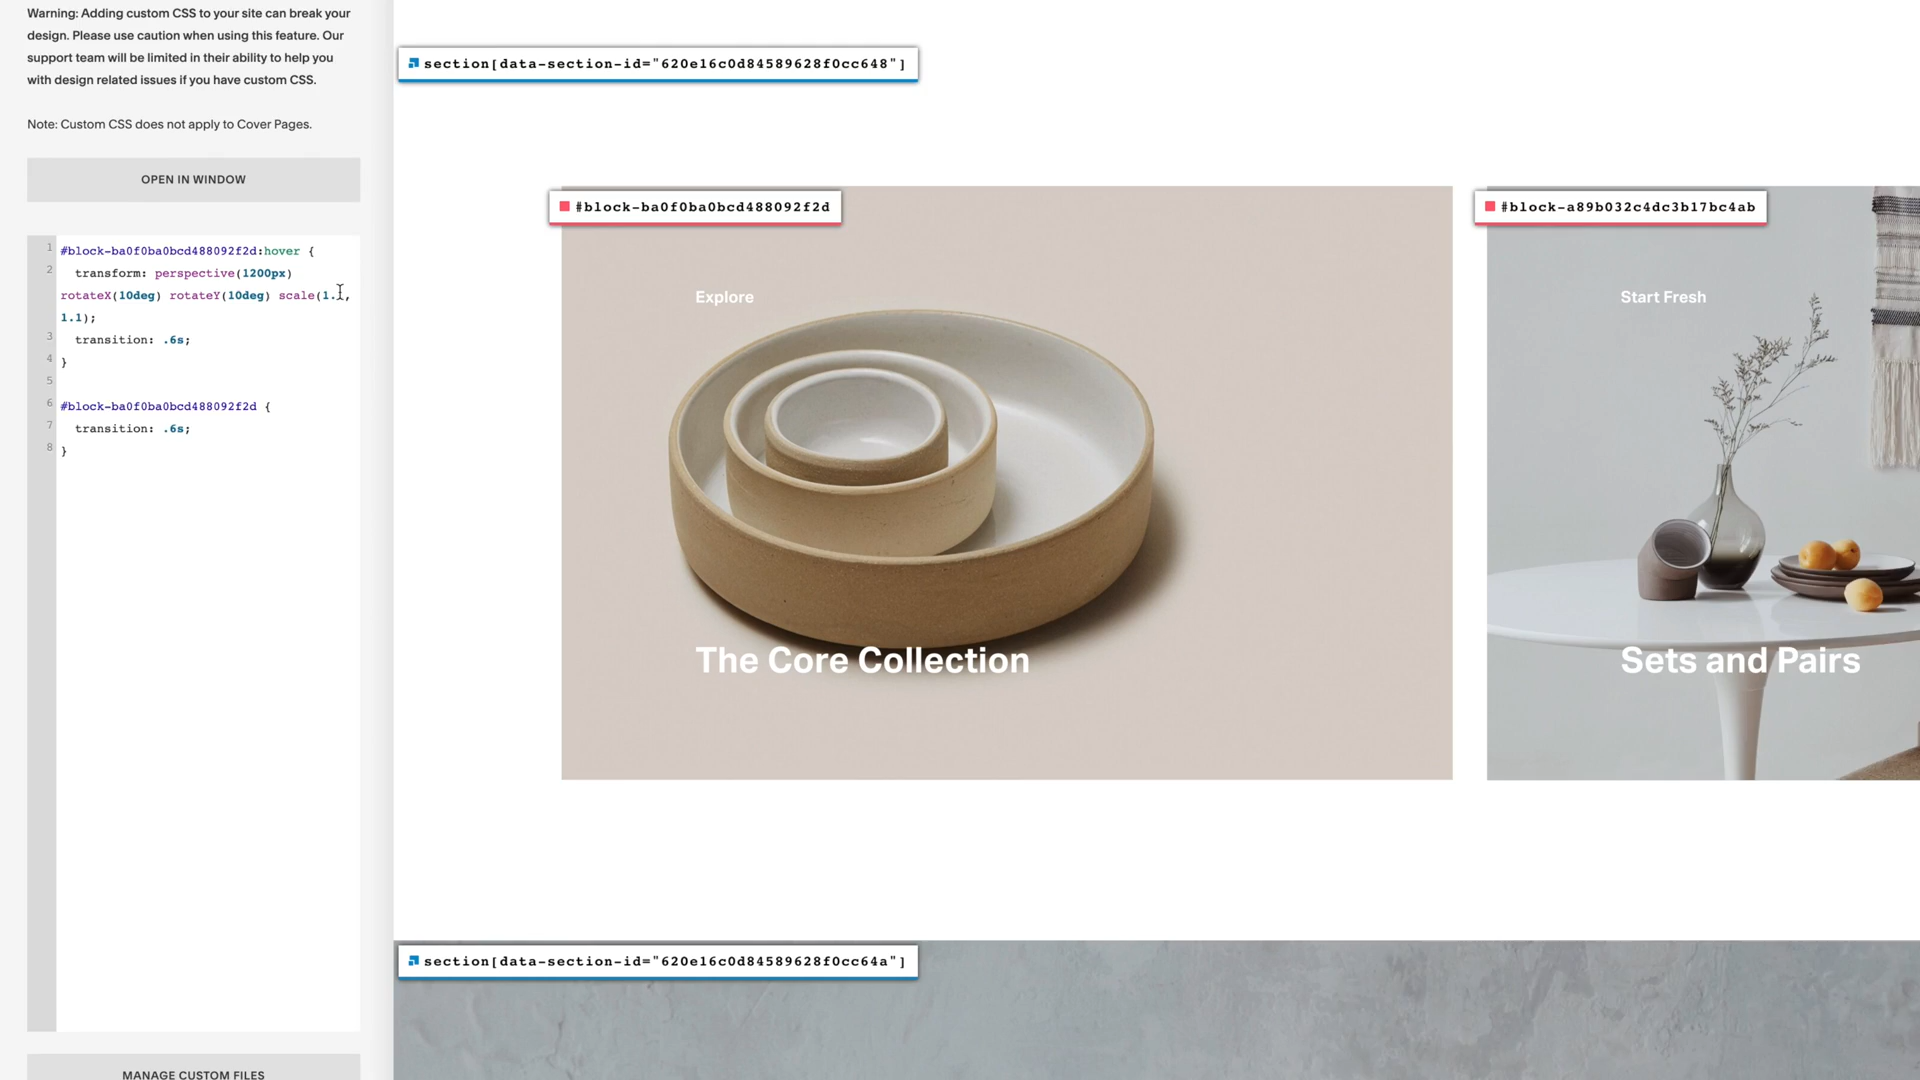 Warning: Adding custom CSS to your site can break your
design. Please use caution when using this feature. Our
support team will be limited in their ability to help you
with design related issues if you have custom CSS.
Note: Custom CSS does not apply to Cover Pages.
OPEN IN WINDOW
1 #block-ba0f0ba0bcd488092f2d:hover {
2 transform: perspective(1200px)
rotateX(10deg) rotateY(10deg) scale(1.1,
1.1);
3 transition: .6s;
4 }
5
6 #block-ba0f0ba0bcd488092f2d {
7 transition: .6s;
8 }
MANAGE CUSTOM FILES
section[data-section-id="620e16c0d84589628f0cc648"]
#block-ba0f0ba0bcd488092f2d
Explore
The Core Collection
#block-a89b032c4dc3b17bc4ab
Start Fresh
Sets and Pairs
section[data-section-id="620e16c0d84589628f0cc64a"]